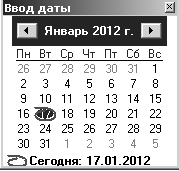 Ввод даты
Январь 2012 г.
Пн Вт Ср Чт Пт Сб Вс
26 27 28 29 30 31 1
2 3 4 5 6 7 8
9 10 11 12 13 14 15
16 17 18 19 20 21 22
23 24 25 26 27 28 29
30 31 1 2 3 4 5
Сегодня: 17.01.2012